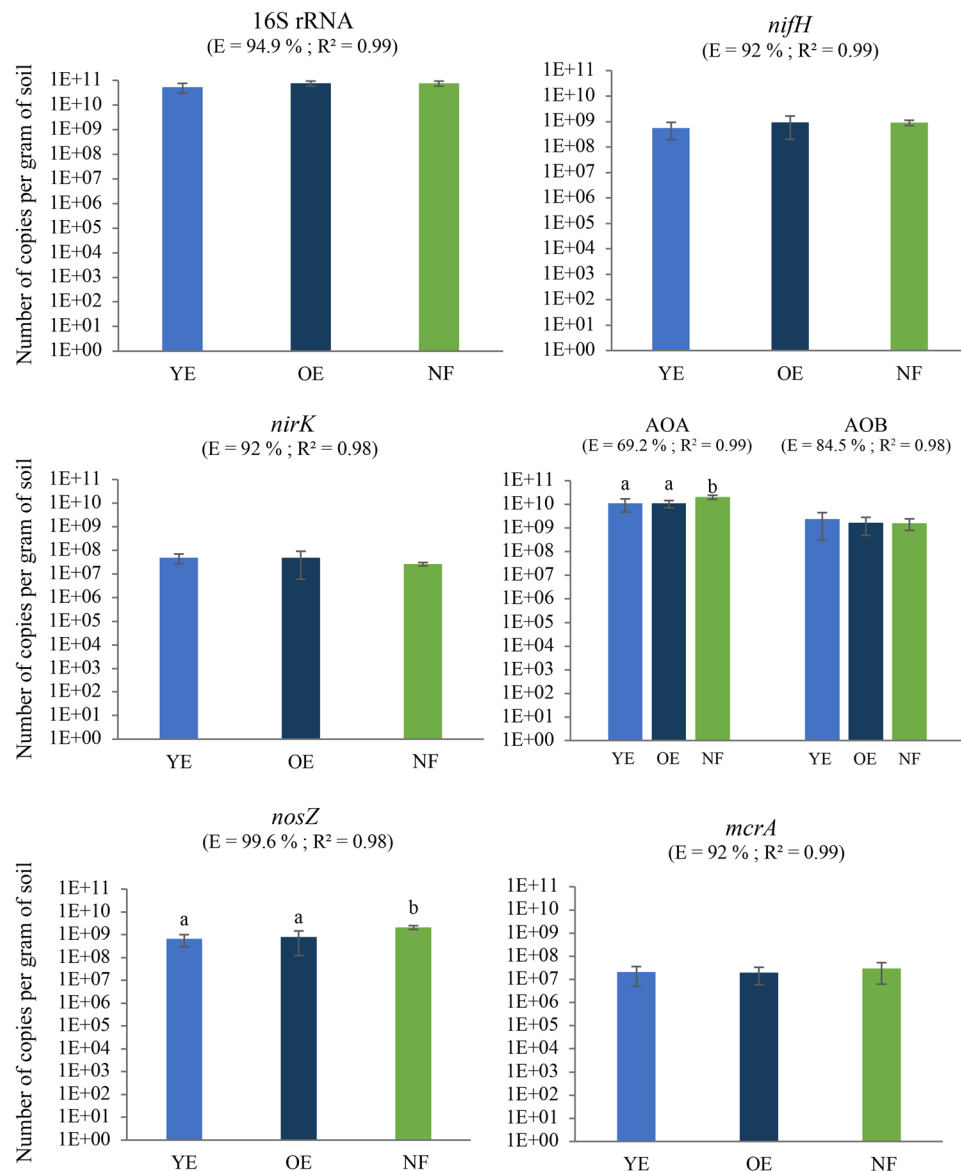 16S rRNA
(E = 94.9 % ; R² = 0.99)
Number of copies per gram of soil
1E+11
1E+10
1E+09
1E+08
1E+07
1E+06
1E+05
1E+04
1E+03
1E+02
1E+01
1E+00
YE OE NF
nifH
(E = 92 % ; R² = 0.99)
1E+11
1E+10
1E+09
1E+08
1E+07
1E+06
1E+05
1E+04
1E+03
1E+02
1E+01
1E+00
YE OE NF
nirK
(E = 92 % ; R² = 0.98)
Number of copies per gram of soil
1E+11
1E+10
1E+09
1E+08
1E+07
1E+06
1E+05
1E+04
1E+03
1E+02
1E+01
1E+00
YE OE NF
AOA AOB
(E = 69.2 % ; R² = 0.99) (E = 84.5 % ; R² = 0.98)
1E+11
1E+10
1E+09
1E+08
1E+07
1E+06
1E+05
1E+04
1E+03
1E+02
1E+01
1E+00
a a b
YE OE NF YE OE NF
nosZ
(E = 99.6 % ; R² = 0.98)
Number of copies per gram of soil
1E+11
1E+10
1E+09
1E+08
1E+07
1E+06
1E+05
1E+04
1E+03
1E+02
1E+01
1E+00
a a b
YE OE NF
mcrA
(E = 92 % ; R² = 0.99)
1E+11
1E+10
1E+09
1E+08
1E+07
1E+06
1E+05
1E+04
1E+03
1E+02
1E+01
1E+00
YE OE NF